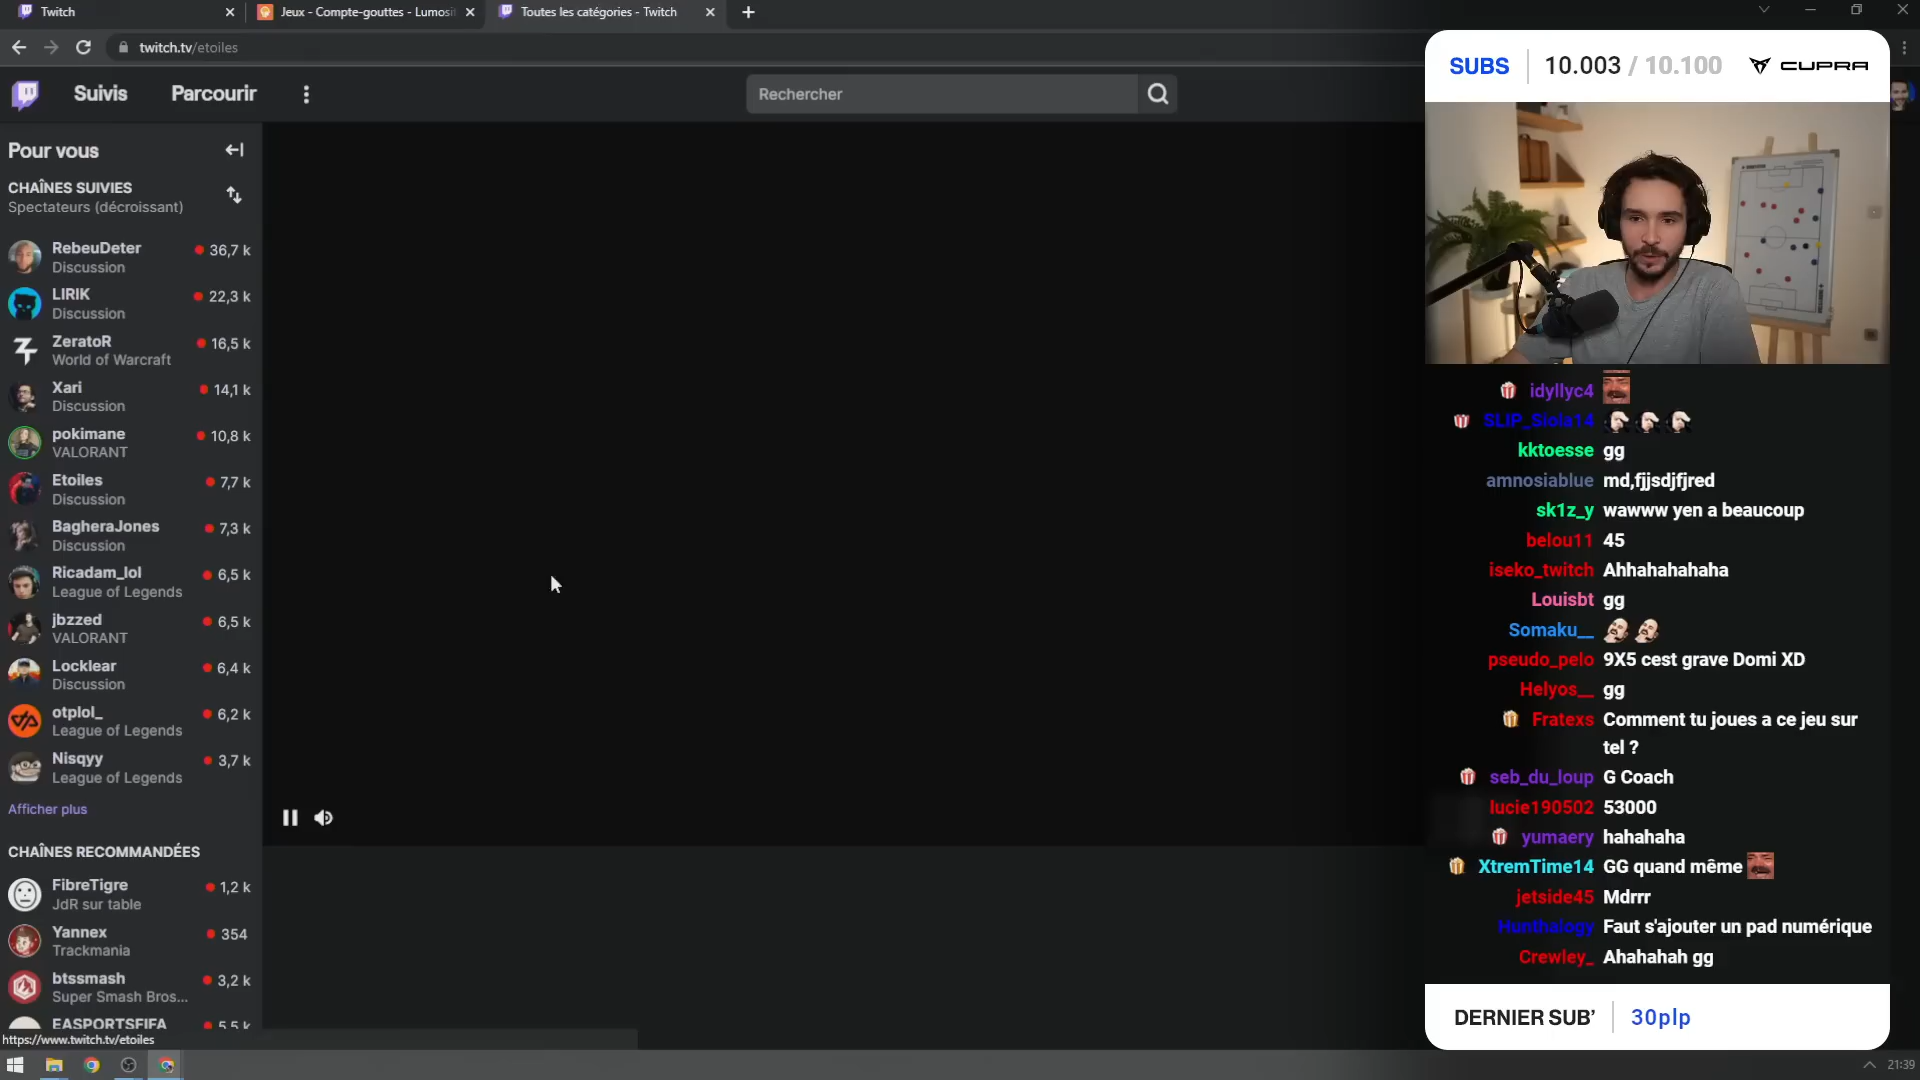 Twitch
Jeux - Compte-gouttes - Lumosit
Toutes les catégories - Twitch
twitch.tv/etoiles
Suivis
Parcourir
Rechercher
SUBS
10.003 / 10.100
CUPRA
Pour vous
CHAÎNES SUIVIES
Spectateurs (décroissant)
RebeuDeter 36,7 k
Discussion
LIRIK 22,3 k
Discussion
ZeratoR 16,5 k
World of Warcraft
Xari 14,1 k
Discussion
pokimane 10,8 k
VALORANT
Etoiles 7,7 k
Discussion
BagheraJones 7,3 k
Discussion
Ricadam_lol 6,5 k
League of Legends
jbzzed 6,5 k
VALORANT
Locklear 6,4 k
Discussion
otplol_ 6,2 k
League of Legends
Nisqyy 3,7 k
League of Legends
Afficher plus
CHAÎNES RECOMMANDÉES
FibreTigre 1,2 k
JdR sur table
Yannex 354
Trackmania
btssmash 3,2 k
Super Smash Bros...
EASPORTSFIFA 5,5 k
https://www.twitch.tv/etoiles
idyllyc4
SLIP_Siola14
kktoesse gg
amnosiablue md,fjjsdjfjred
sk1z_y wawww yen a beaucoup
belou11 45
iseko_twitch Ahhahahahaha
Louisbt gg
Somaku__
pseudo_pelo 9X5 cest grave Domi XD
Helyos__ gg
Fratexs Comment tu joues a ce jeu sur
tel ?
seb_du_loup G Coach
lucie190502 53000
yumaery hahahaha
XtremTime14 GG quand même
jetside45 Mdrrr
Hunthalogy Faut s'ajouter un pad numérique
Crewley_ Ahahahah gg
DERNIER SUB' 30plp
21:39